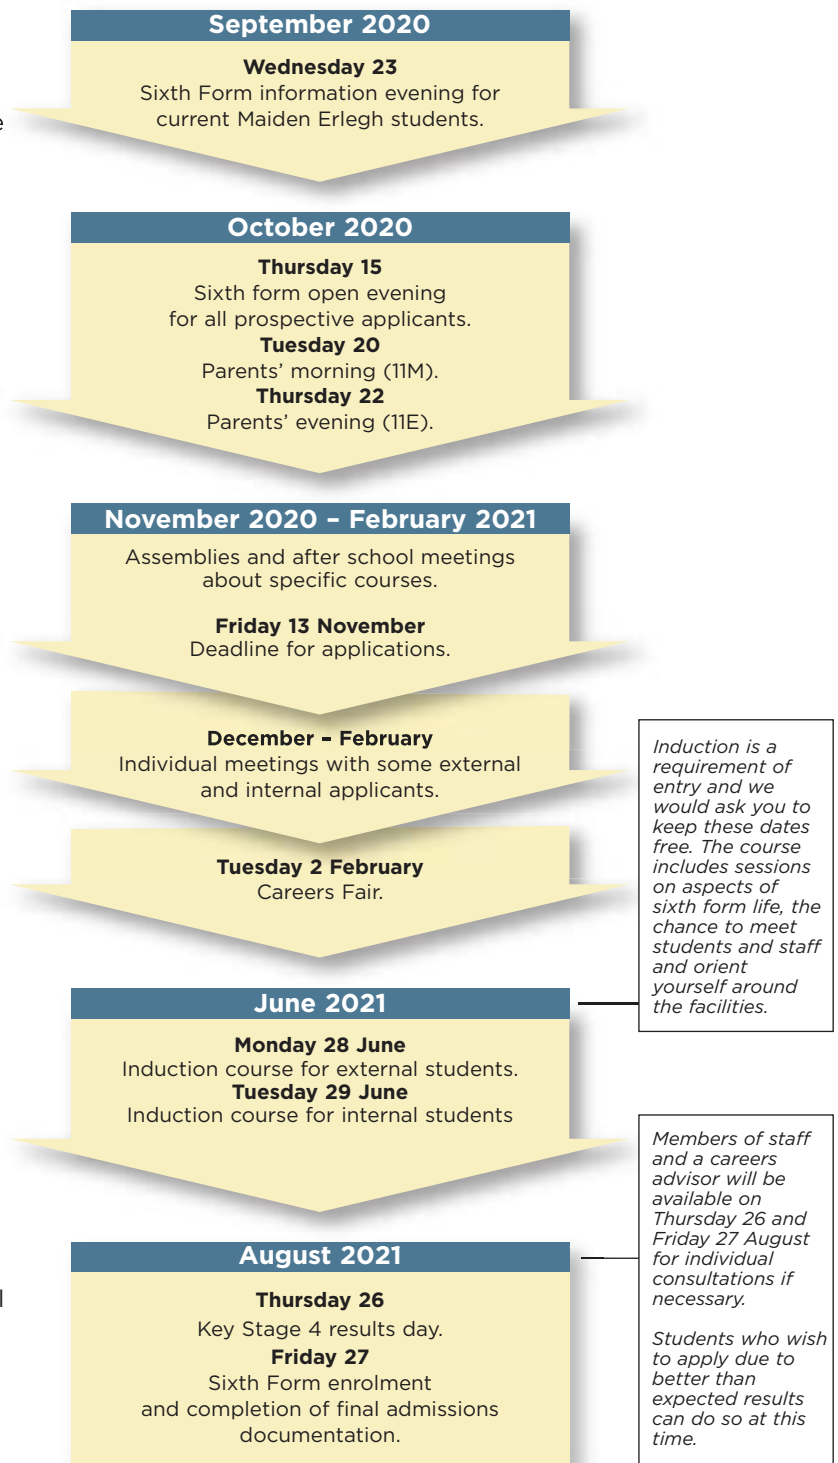 September 2020
Wednesday 23
Sixth Form information evening for
current Maiden Erlegh students.
October 2020
Thursday 15
Sixth form open evening
for all prospective applicants.
Tuesday 20
Parents’ morning (11M).
Thursday 22
Parents’ evening (11E).
November 2020 – February 2021
Assemblies and after school meetings
about specific courses.
Friday 13 November
Deadline for applications.
December – February
Individual meetings with some external
and internal applicants.
Tuesday 2 February
Careers Fair.
June 2021
Monday 28 June
Induction course for external students.
Tuesday 29 June
Induction course for internal students
Induction is a
requirement of
entry and we
would ask you to
keep these dates
free. The course
includes sessions
on aspects of
sixth form life, the
chance to meet
students and staff
and orient
yourself around
the facilities.
August 2021
Thursday 26
Key Stage 4 results day.
Friday 27
Sixth Form enrolment
and completion of final admissions
documentation.
Members of staff
and a careers
advisor will be
available on
Thursday 26 and
Friday 27 August
for individual
consultations if
necessary.
Students who wish
to apply due to
better than
expected results
can do so at this
time.